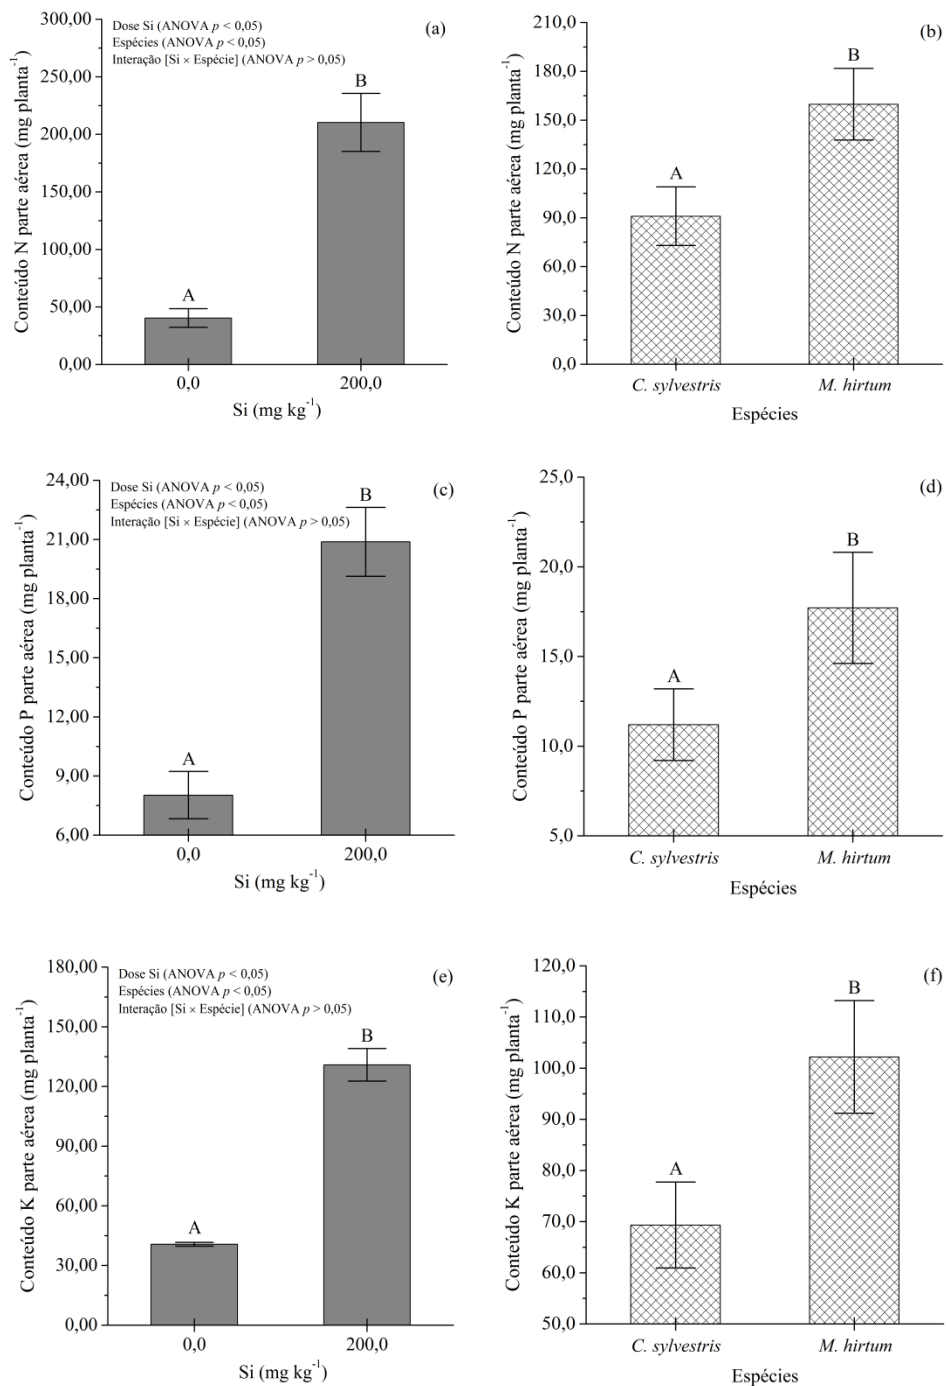 Dose Si (ANOVA p < 0,05)
Espécies (ANOVA p < 0,05)
Interação [Si × Espécie] (ANOVA p > 0,05)
(a)
A
B
300,00
250,00
200,00
150,00
100,00
50,00
0,00
Conteúdo N parte aérea (mg planta⁻¹)
0,0
200,0
Si (mg kg⁻¹)
(b)
A
B
210,0
180,0
150,0
120,0
90,0
60,0
30,0
0,0
Conteúdo N parte aérea (mg planta⁻¹)
C. sylvestris
M. hirtum
Espécies
Dose Si (ANOVA p < 0,05)
Espécies (ANOVA p < 0,05)
Interação [Si × Espécie] (ANOVA p > 0,05)
(c)
A
B
24,00
21,00
18,00
15,00
12,00
9,00
6,00
Conteúdo P parte aérea (mg planta⁻¹)
0,0
200,0
Si (mg kg⁻¹)
(d)
A
B
25,0
20,0
15,0
10,0
5,0
Conteúdo P parte aérea (mg planta⁻¹)
C. sylvestris
M. hirtum
Espécies
Dose Si (ANOVA p < 0,05)
Espécies (ANOVA p < 0,05)
Interação [Si × Espécie] (ANOVA p > 0,05)
(e)
A
B
180,00
150,00
120,00
90,00
60,00
30,00
0,00
Conteúdo K parte aérea (mg planta⁻¹)
0,0
200,0
Si (mg kg⁻¹)
(f)
A
B
120,0
110,0
100,0
90,0
80,0
70,0
60,0
50,0
Conteúdo K parte aérea (mg planta⁻¹)
C. sylvestris
M. hirtum
Espécies